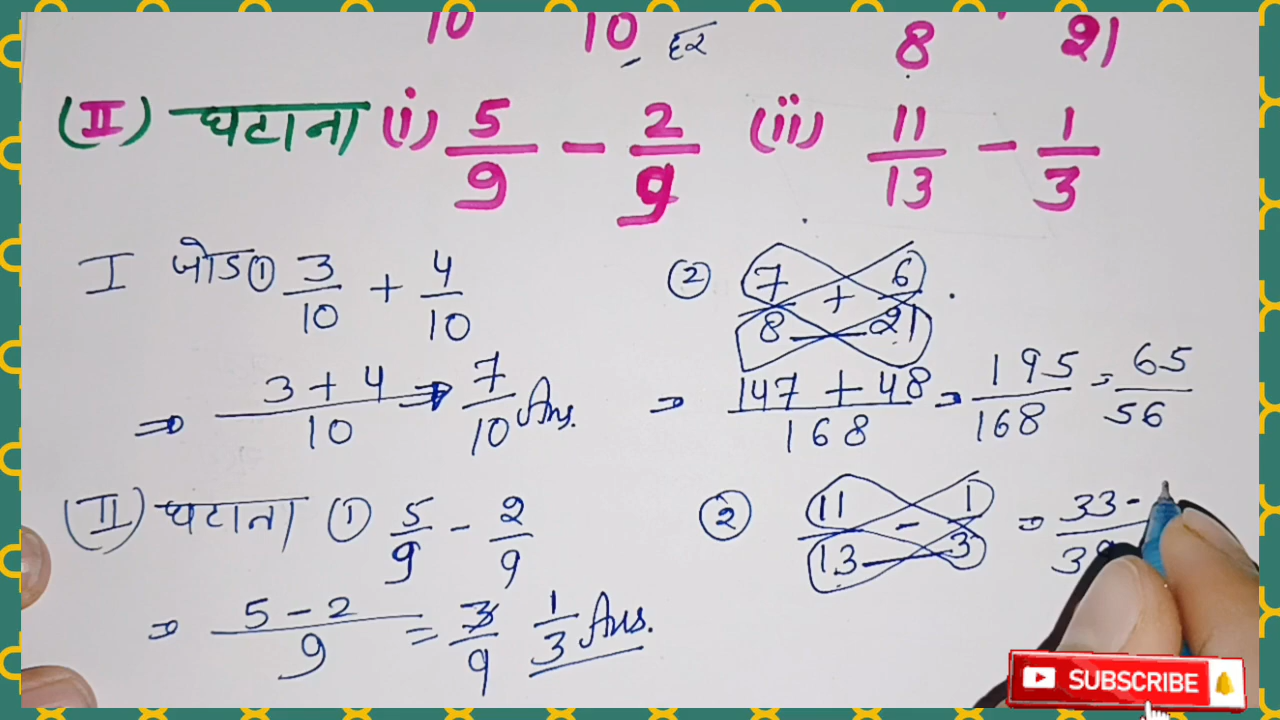 10 10 हर 8 21
(II) घटाना (i) 5/9 - 2/9 (ii) 11/13 - 1/3
I जोड ① 3/10 + 4/10 ② 7/8 + 6/21
⇒ (3 + 4)/10 ⇒ 7/10 Ans. ⇒ (147 + 48)/168 ⇒ 195/168 = 65/56
(II) घटाना ① 5/9 - 2/9 ② 11/13 - 1/3 ⇒ 33 -
⇒ (5 - 2)/9 = 3/9 1/3 Ans.
SUBSCRIBE